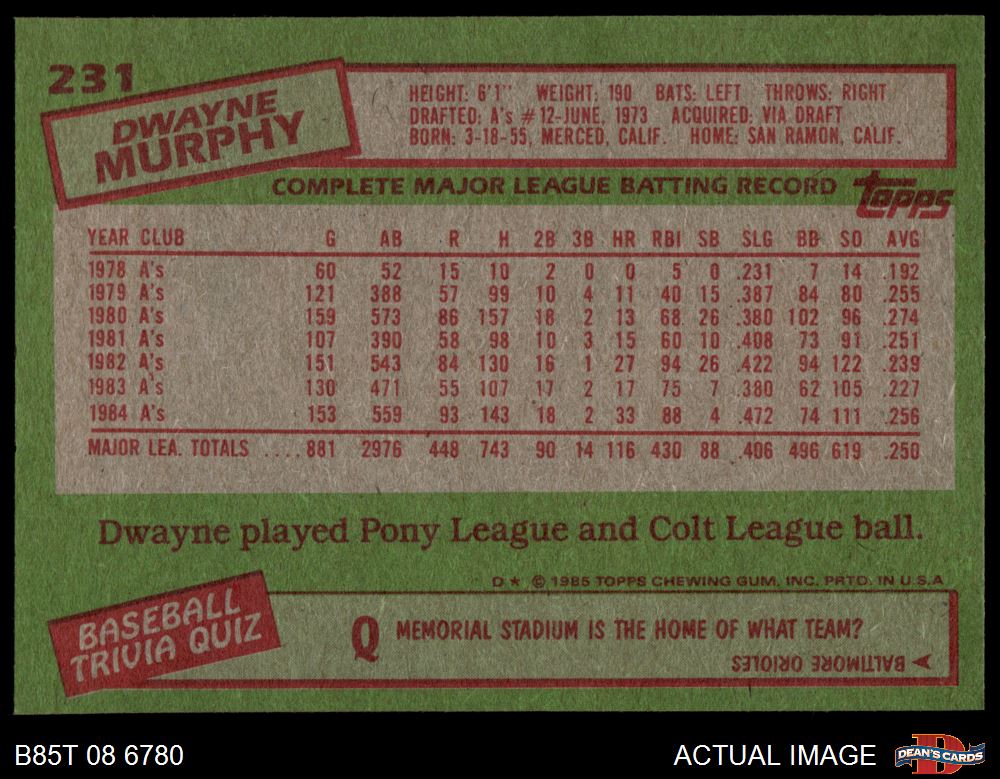 231
DWAYNE
MURPHY
HEIGHT: 6'1" WEIGHT: 190 BATS: LEFT THROWS: RIGHT
DRAFTED: A's #12-JUNE, 1973 ACQUIRED: VIA DRAFT
BORN: 3-18-55, MERCED, CALIF. HOME: SAN RAMON, CALIF.
COMPLETE MAJOR LEAGUE BATTING RECORD
Topps
YEAR CLUB G AB R H 2B 3B HR RBI SB SLG BB SO AVG
1978 A's 60 52 15 10 2 0 0 5 0 .231 7 14 .192
1979 A's 121 388 57 99 10 4 11 40 15 .387 84 80 .255
1980 A's 159 573 86 157 18 2 13 68 26 .380 102 96 .274
1981 A's 107 390 58 98 10 3 15 60 10 .408 73 91 .251
1982 A's 151 543 84 130 16 1 27 94 26 .422 94 122 .239
1983 A's 130 471 55 107 17 2 17 75 7 .380 62 105 .227
1984 A's 153 559 93 143 18 2 33 88 4 .472 74 111 .256
MAJOR LEA. TOTALS ....881 2976 448 743 90 14 116 430 88 .406 496 619 .250
Dwayne played Pony League and Colt League ball.
D* © 1985 TOPPS CHEWING GUM, INC. PRTD. IN U.S.A
BASEBALL
TRIVIA QUIZ
Q MEMORIAL STADIUM IS THE HOME OF WHAT TEAM?
BALTIMORE ORIOLES
B85T 08 6780
ACTUAL IMAGE
DEAN'S CARDS